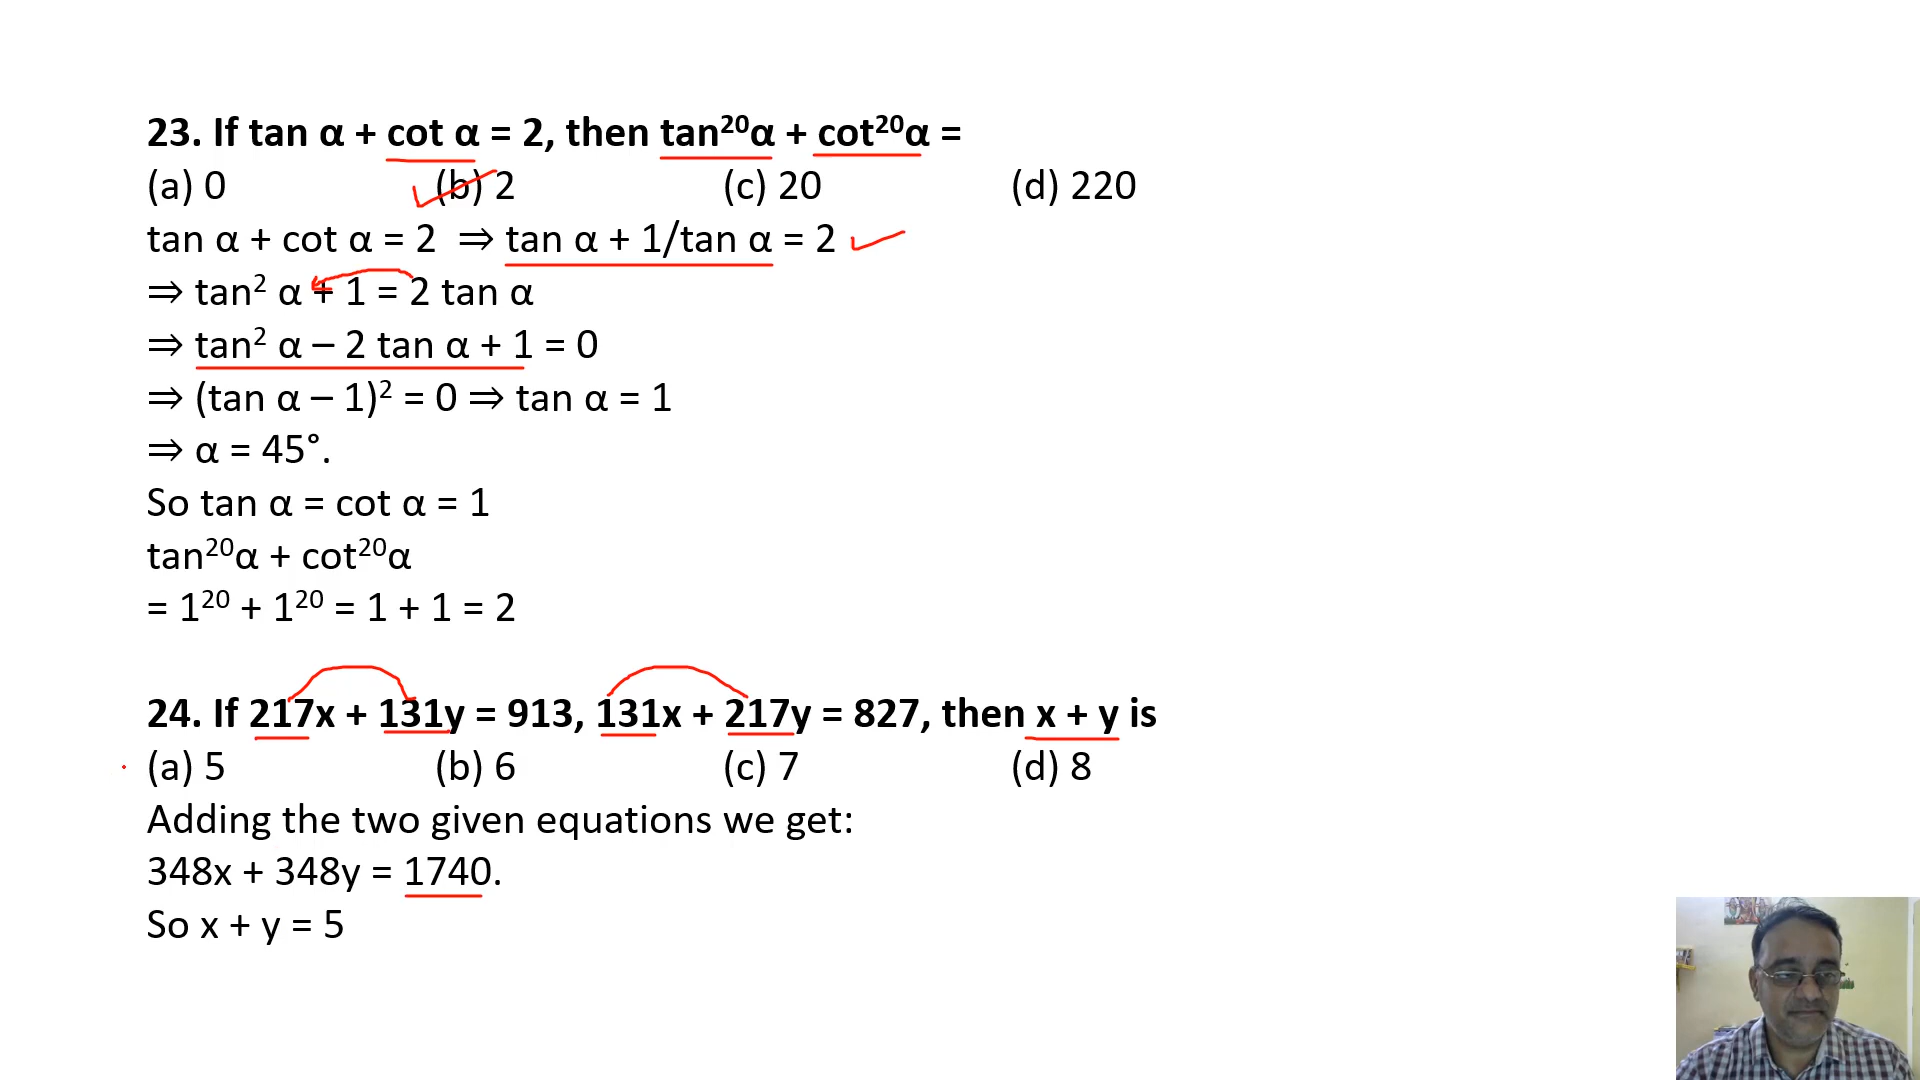 23. If tan α + cot α = 2, then tan²⁰α + cot²⁰α =
(a) 0 (b) 2 (c) 20 (d) 220
tan α + cot α = 2 ⇒ tan α + 1/tan α = 2
⇒ tan² α + 1 = 2 tan α
⇒ tan² α – 2 tan α + 1 = 0
⇒ (tan α – 1)² = 0 ⇒ tan α = 1
⇒ α = 45°.
So tan α = cot α = 1
tan²⁰α + cot²⁰α
= 1²⁰ + 1²⁰ = 1 + 1 = 2
24. If 217x + 131y = 913, 131x + 217y = 827, then x + y is
(a) 5 (b) 6 (c) 7 (d) 8
Adding the two given equations we get:
348x + 348y = 1740.
So x + y = 5